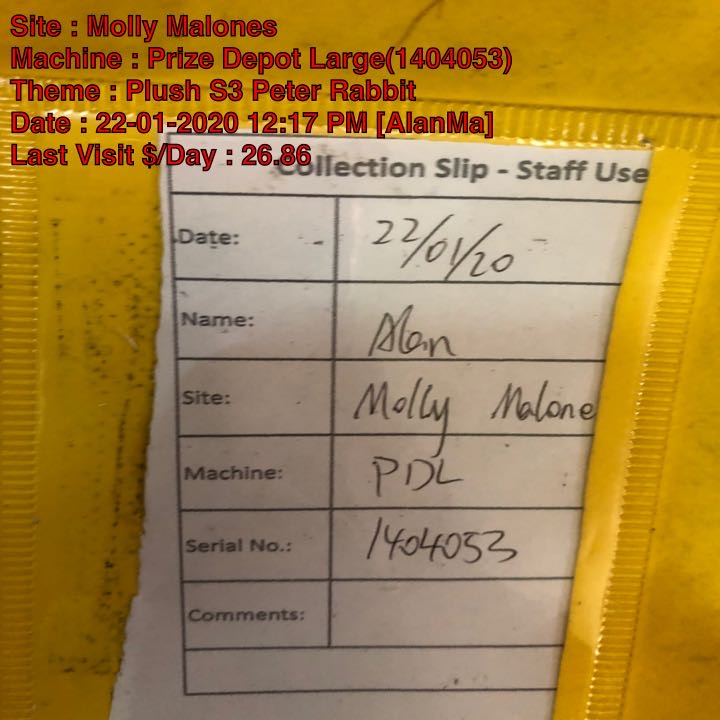 Site : Molly Malones
Machine : Prize Depot Large(1404053)
Theme : Plush S3 Peter Rabbit
Date : 22-01-2020 12:17 PM [AlanMa]
Last Visit $/Day : 26.86
Collection Slip - Staff Use
Date: 22/01/20
Name: Alan
Site: Molly Malone
Machine: PDL
Serial No.: 1404053
Comments: